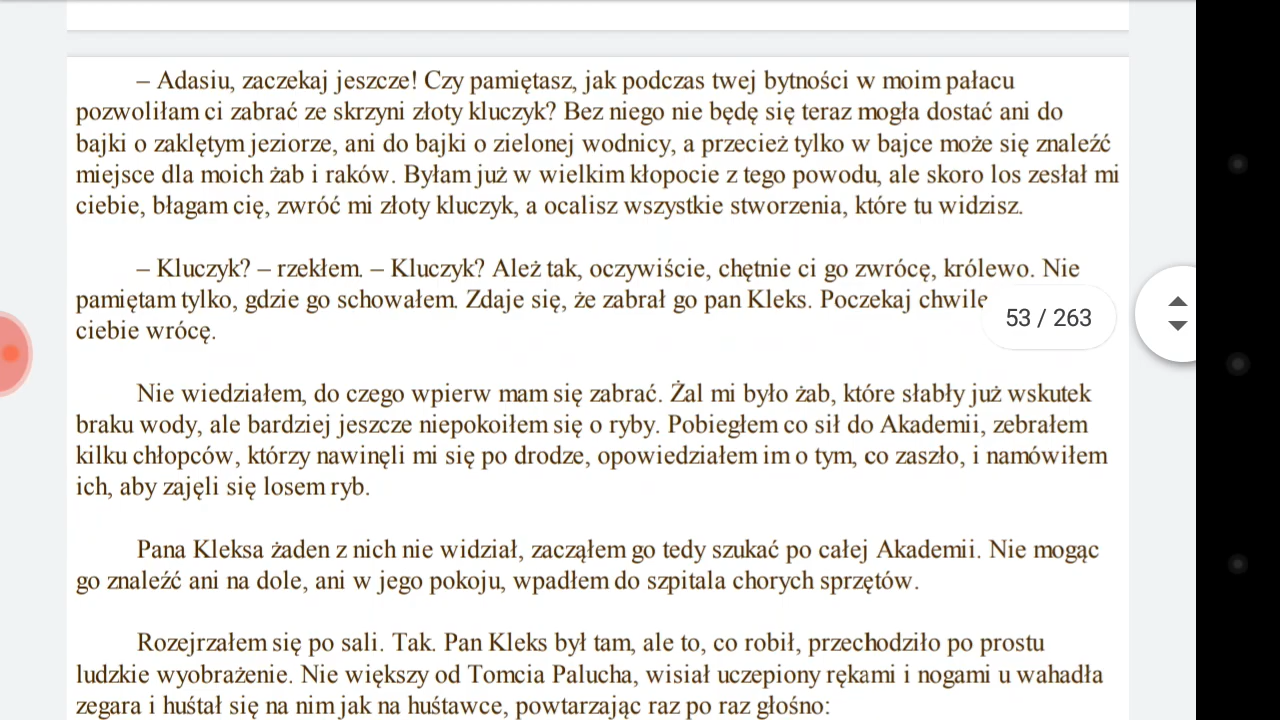 – Adasiu, zaczekaj jeszcze! Czy pamiętasz, jak podczas twej bytności w moim pałacu
pozwoliłam ci zabrać ze skrzyni złoty kluczyk? Bez niego nie będę się teraz mogła dostać ani do
bajki o zaklętym jeziorze, ani do bajki o zielonej wodnicy, a przecież tylko w bajce może się znaleźć
miejsce dla moich żab i raków. Byłam już w wielkim kłopocie z tego powodu, ale skoro los zesłał mi
ciebie, błagam cię, zwróć mi złoty kluczyk, a ocalisz wszystkie stworzenia, które tu widzisz.
– Kluczyk? – rzekłem. – Kluczyk? Ależ tak, oczywiście, chętnie ci go zwrócę, królewo. Nie
pamiętam tylko, gdzie go schowałem. Zdaje się, że zabrał go pan Kleks. Poczekaj chwilę
53 / 263
ciebie wrócę.
Nie wiedziałem, do czego wpierw mam się zabrać. Żal mi było żab, które słabły już wskutek
braku wody, ale bardziej jeszcze niepokoiłem się o ryby. Pobiegłem co sił do Akademii, zebrałem
kilku chłopców, którzy nawinęli mi się po drodze, opowiedziałem im o tym, co zaszło, i namówiłem
ich, aby zajęli się losem ryb.
Pana Kleksa żaden z nich nie widział, zacząłem go tedy szukać po całej Akademii. Nie mogąc
go znaleźć ani na dole, ani w jego pokoju, wpadłem do szpitala chorych sprzętów.
Rozejrzałem się po sali. Tak. Pan Kleks był tam, ale to, co robił, przechodziło po prostu
ludzkie wyobrażenie. Nie większy od Tomcia Palucha, wisiał uczepiony rękami i nogami u wahadła
zegara i huśtał się na nim jak na huśtawce, powtarzając raz po raz głośno: